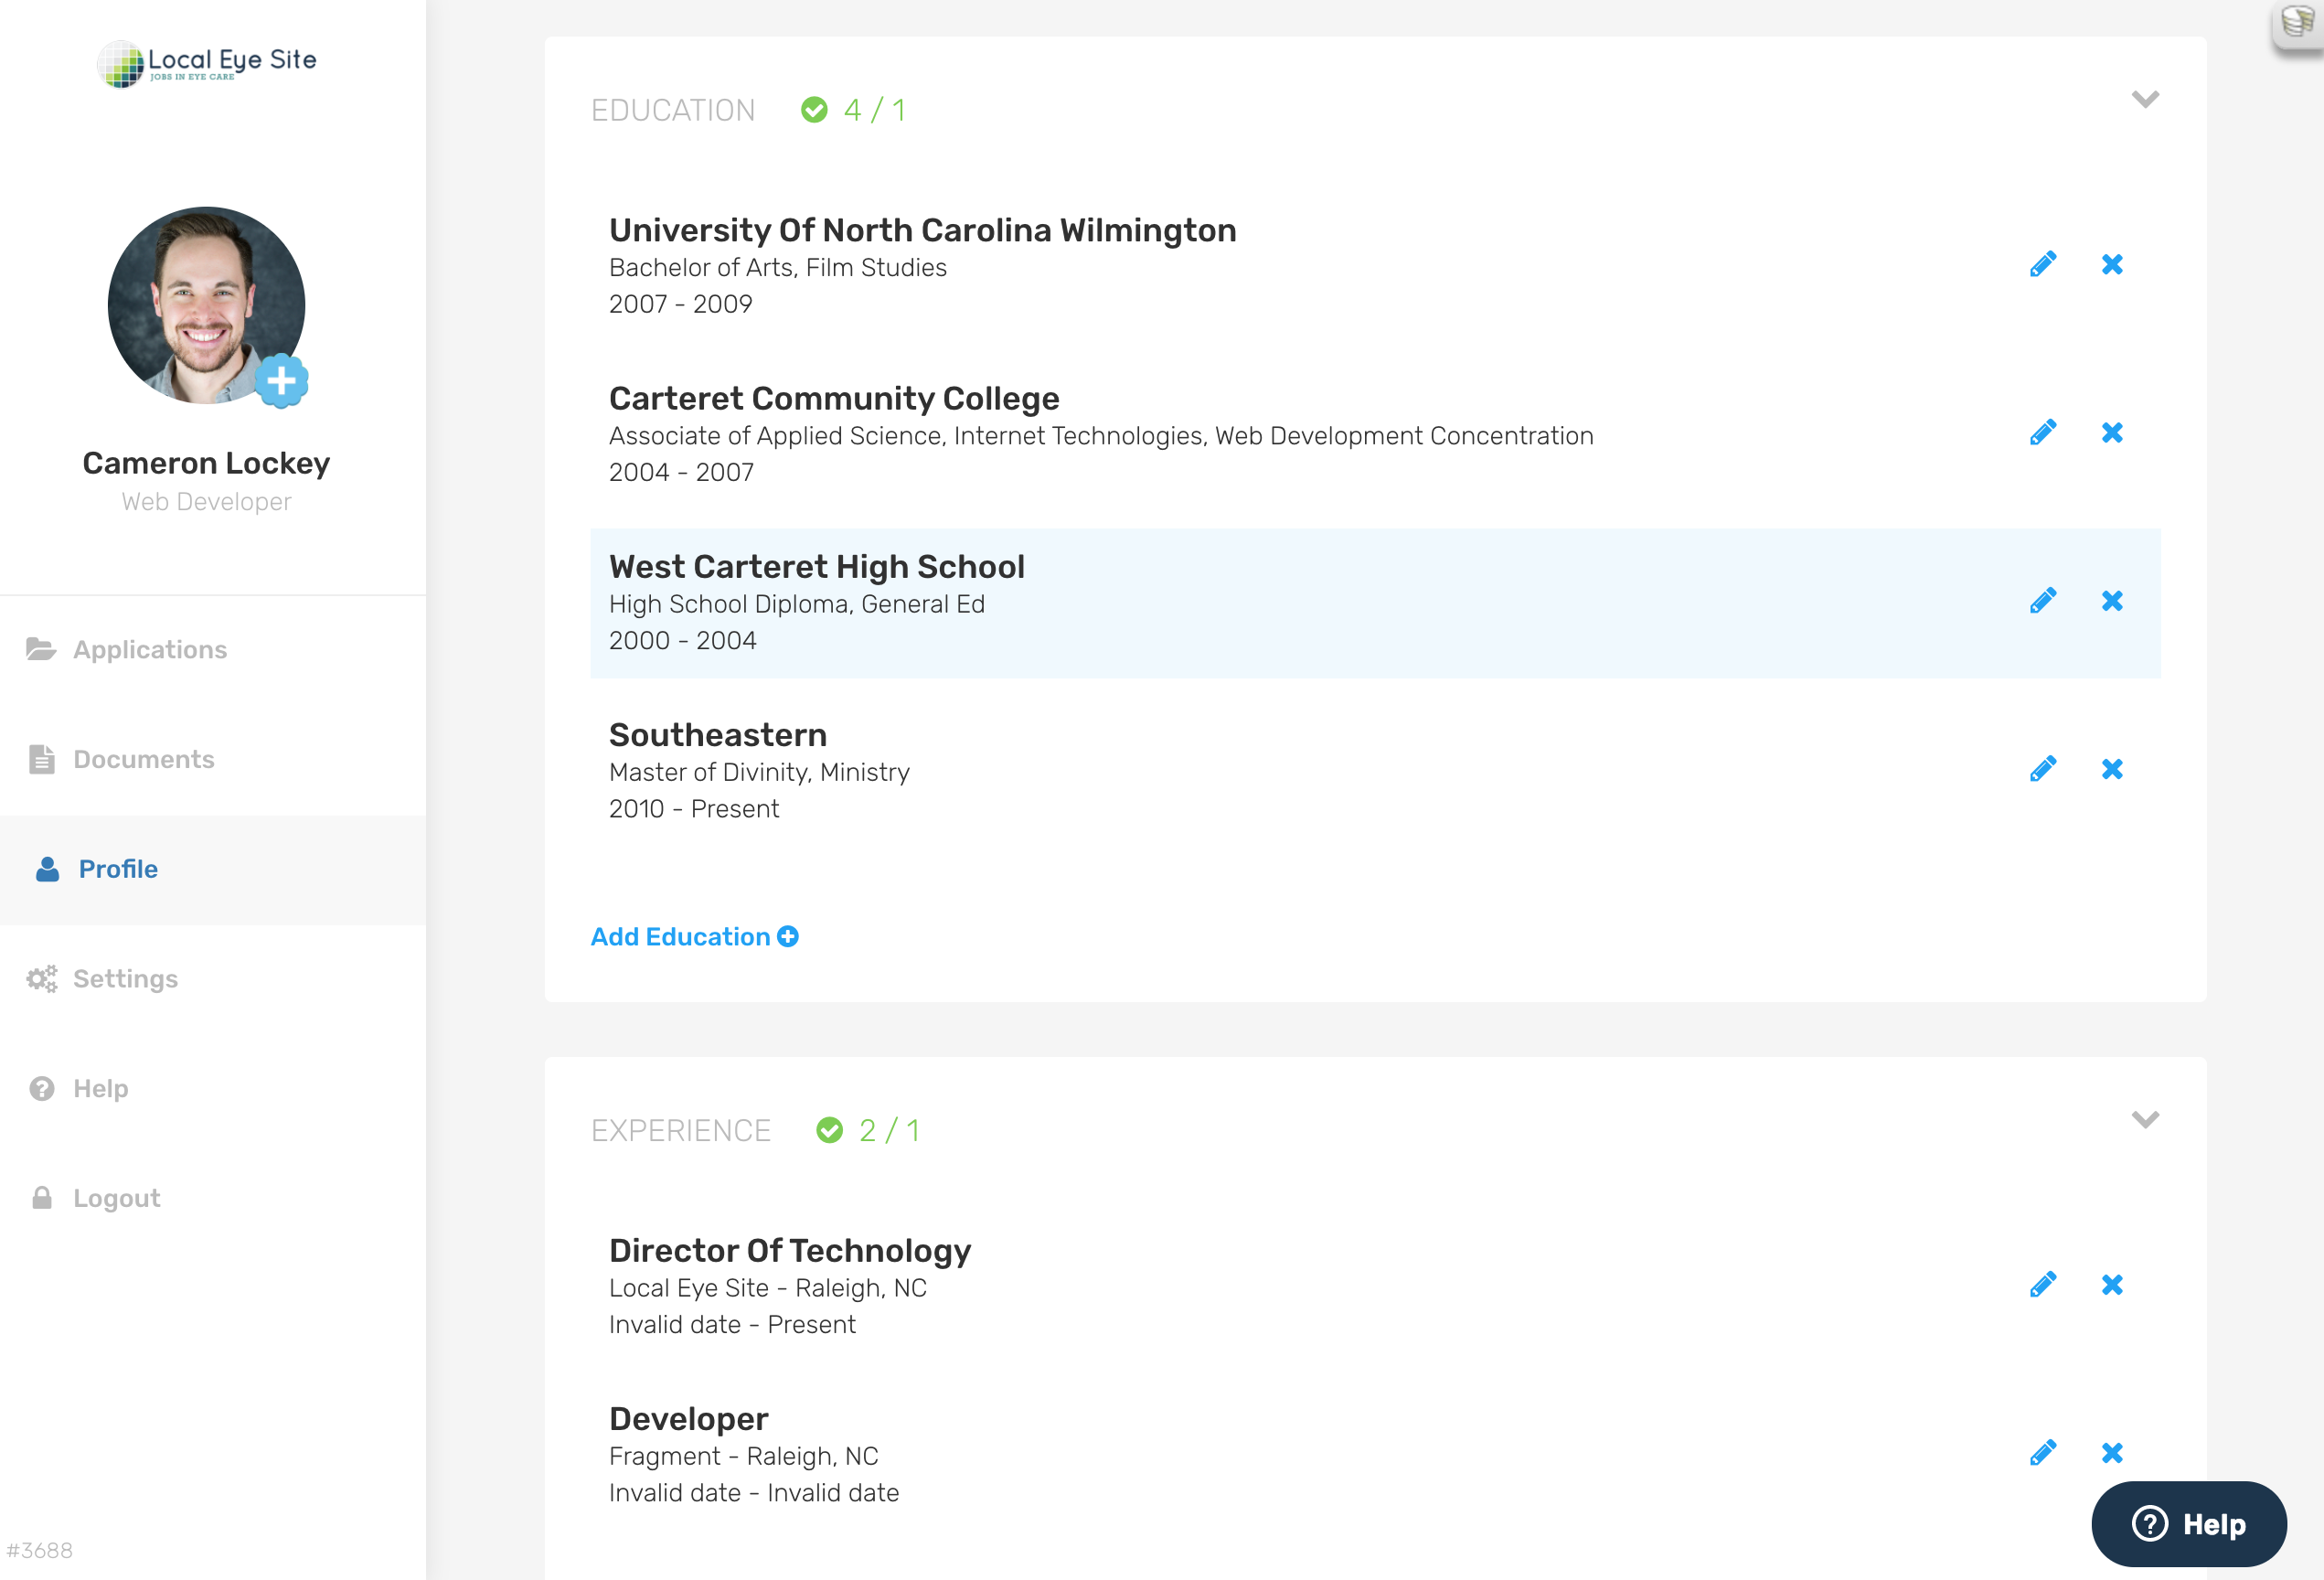 Local Eye Site
JOBS IN EYE CARE
Cameron Lockey
Web Developer
Applications
Documents
Profile
Settings
Help
Logout
#3688
EDUCATION 4 / 1
University Of North Carolina Wilmington
Bachelor of Arts, Film Studies
2007 - 2009
Carteret Community College
Associate of Applied Science, Internet Technologies, Web Development Concentration
2004 - 2007
West Carteret High School
High School Diploma, General Ed
2000 - 2004
Southeastern
Master of Divinity, Ministry
2010 - Present
Add Education
EXPERIENCE 2 / 1
Director Of Technology
Local Eye Site - Raleigh, NC
Invalid date - Present
Developer
Fragment - Raleigh, NC
Invalid date - Invalid date
Help